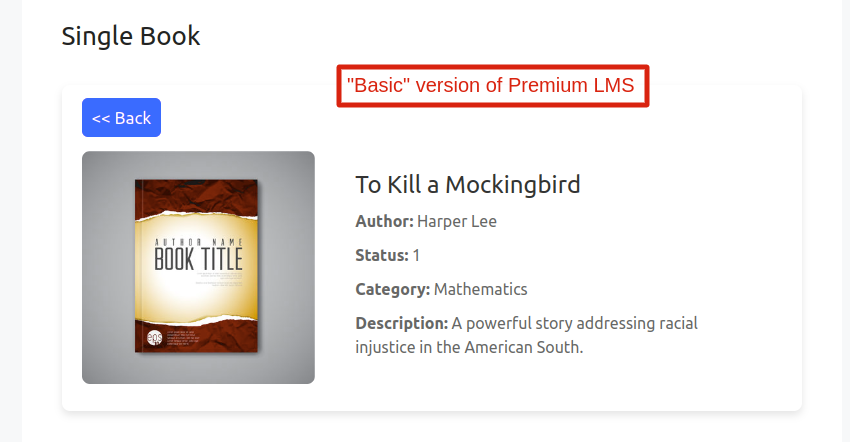 Single Book
"Basic" version of Premium LMS
<< Back
AUTHOR NAME
BOOK TITLE
eps
To Kill a Mockingbird
Author: Harper Lee
Status: 1
Category: Mathematics
Description: A powerful story addressing racial
injustice in the American South.